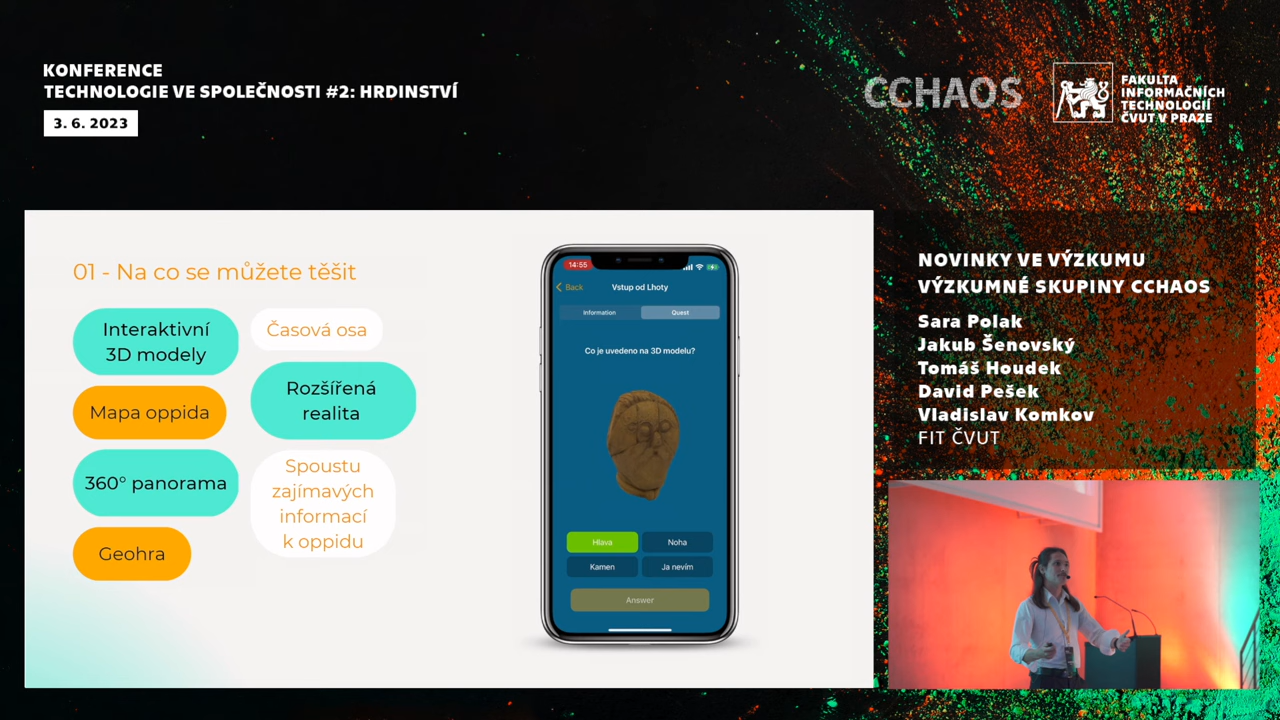 KONFERENCE
TECHNOLOGIE VE SPOLEČNOSTI #2: HRDINSTVÍ
3. 6. 2023
CCHAOS
FAKULTA
INFORMAČNÍCH
TECHNOLOGIÍ
ČVUT V PRAZE
01 - Na co se můžete těšit
Interaktivní
3D modely
Mapa oppida
360° panorama
Geohra
Časová osa
Rozšířená
realita
Spoustu
zajímavých
informací
k oppidu
14:55
Back
Vstup od Lhoty
Information
Quest
Co je uvedeno na 3D modelu?
Hlava
Noha
Kamen
Ja nevím
Answer
NOVINKY VE VÝZKUMU
VÝZKUMNÉ SKUPINY CCHAOS
Sara Polak
Jakub Šenovský
Tomáš Houdek
David Pešek
Vladislav Komkov
FIT ČVUT